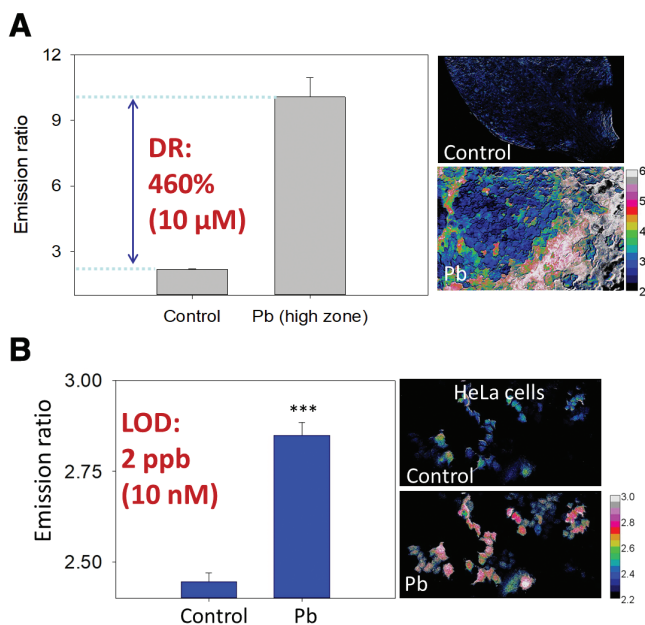 A
12
9
6
3
Emission ratio
DR:
460%
(10 µM)
Control
Pb (high zone)
Control
Pb
6
5
4
3
2
B
3.00
2.75
2.50
Emission ratio
LOD:
2 ppb
(10 nM)
***
Control
Pb
HeLa cells
Control
Pb
3.0
2.8
2.6
2.4
2.2